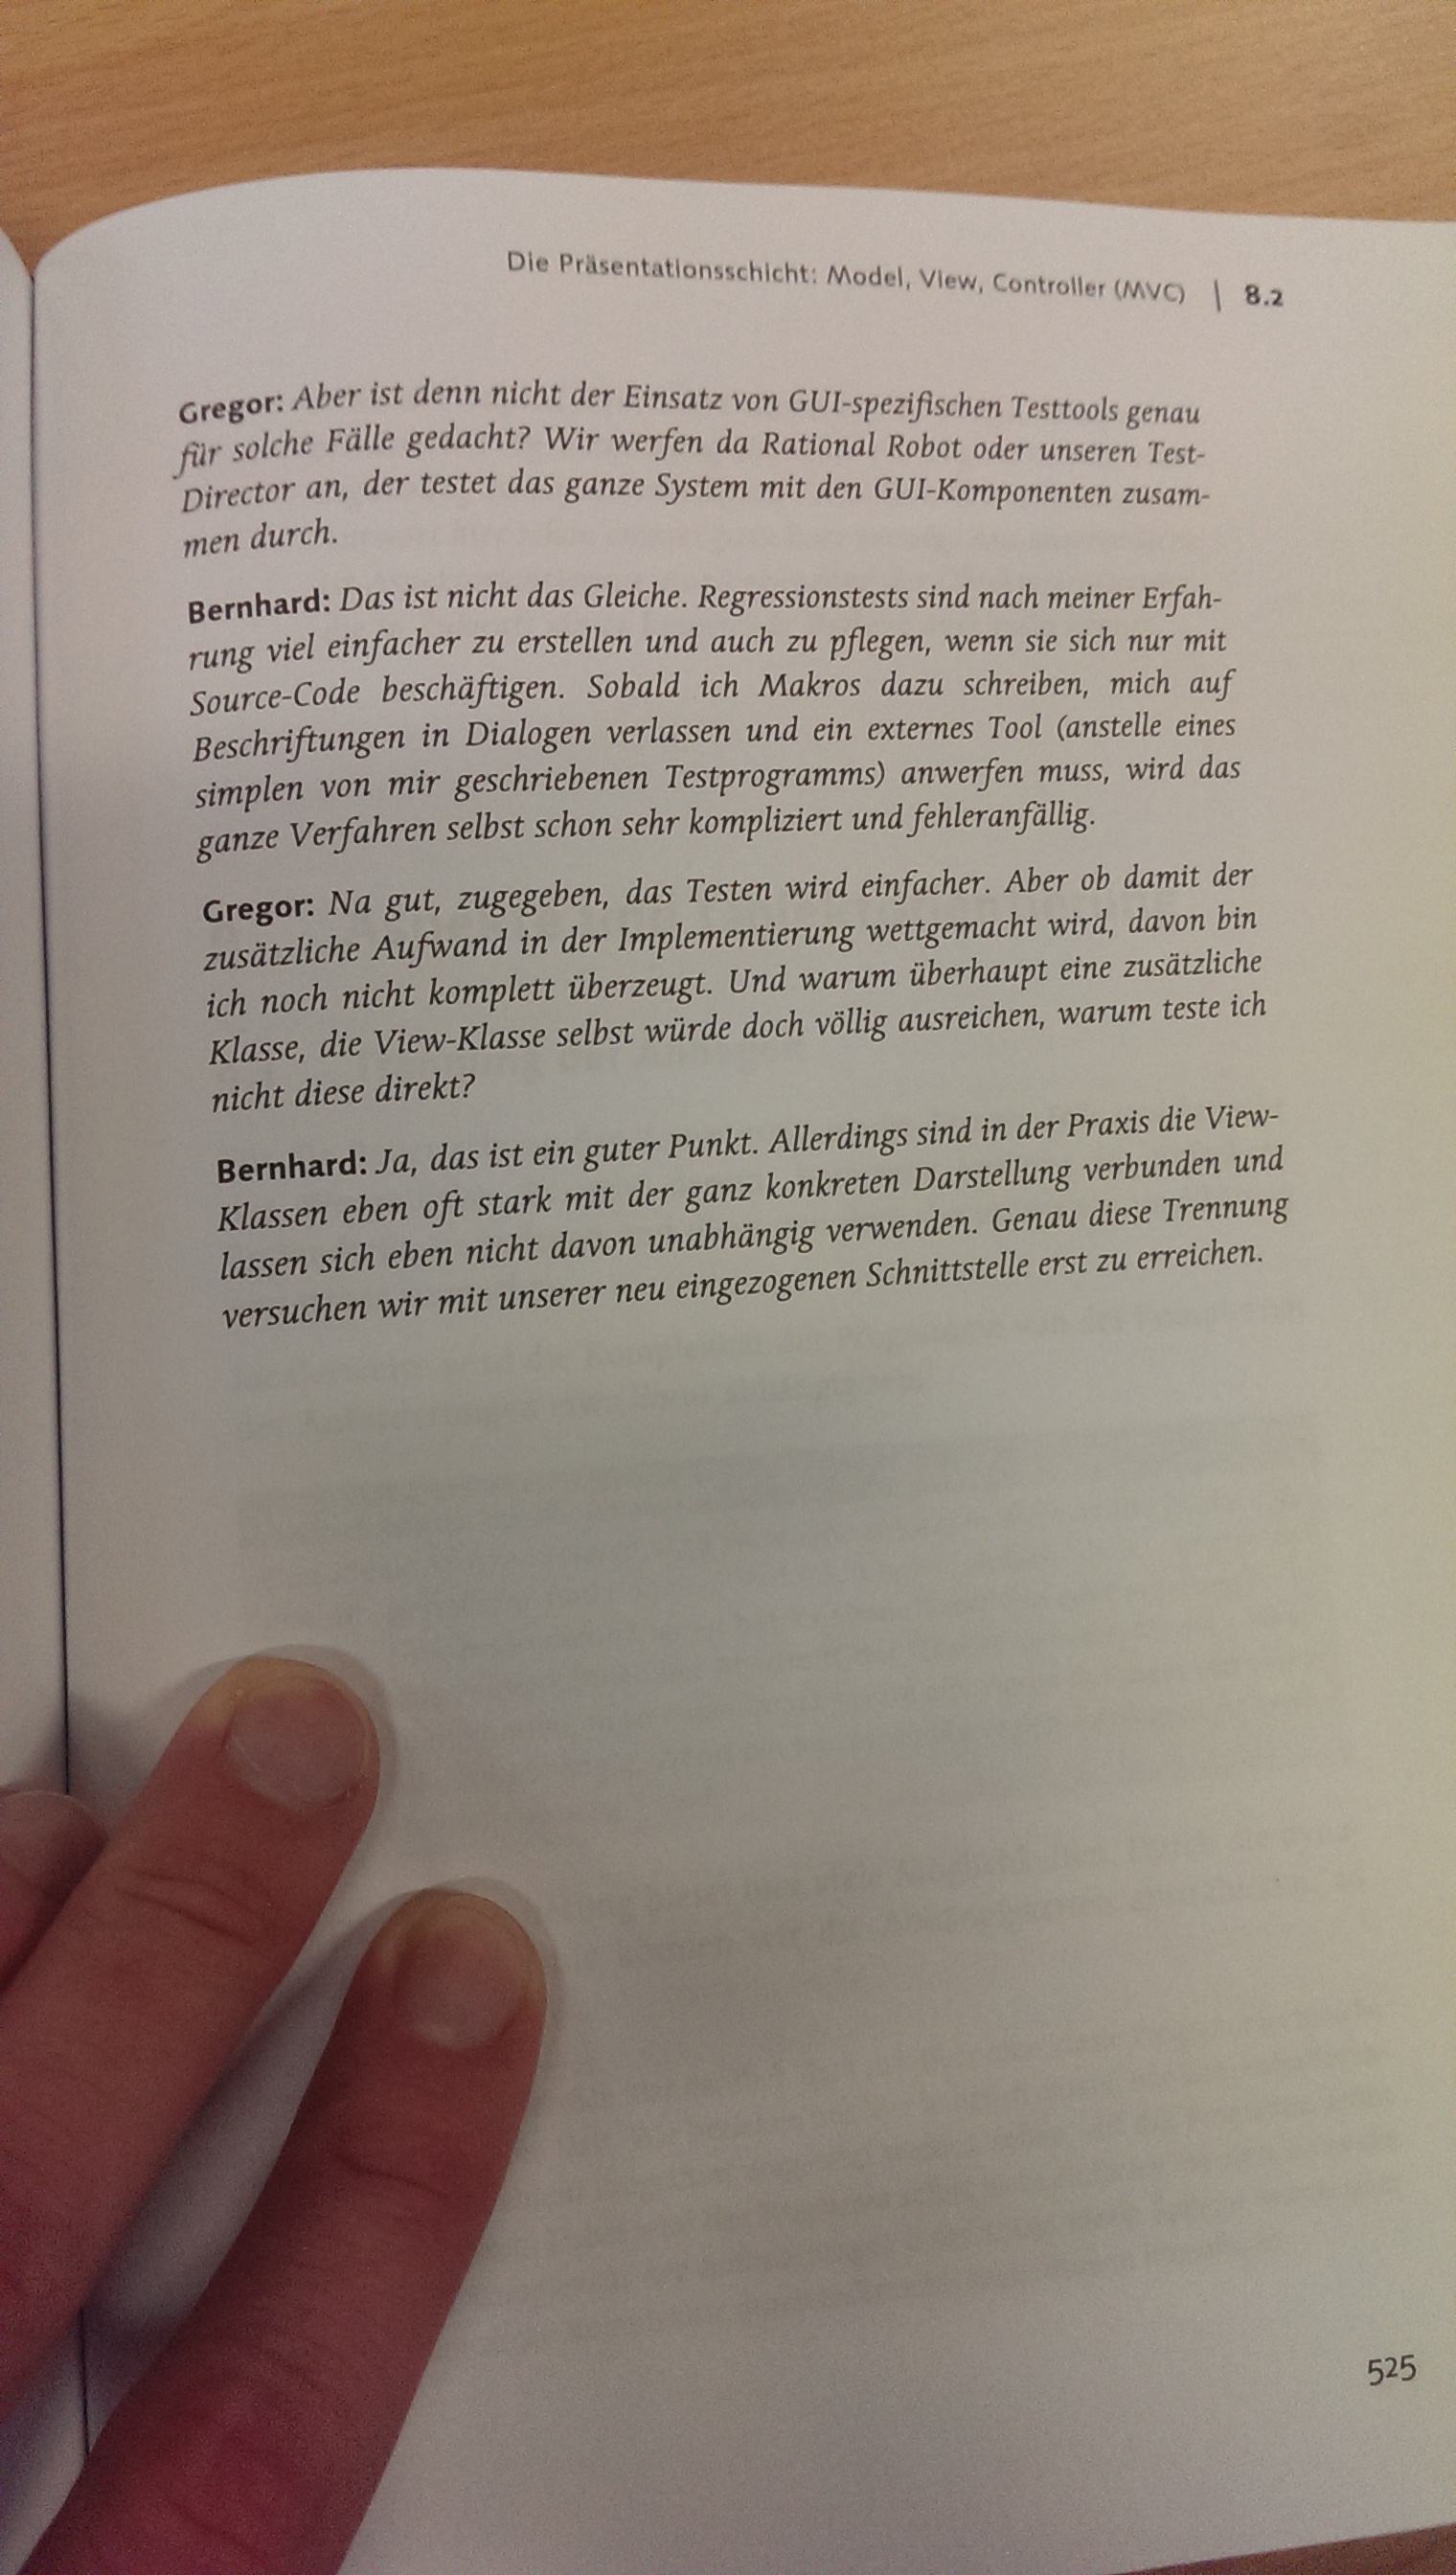 Die Präsentationsschicht: Model, View, Controller (MVC) | 8.2
Gregor: Aber ist denn nicht der Einsatz von GUI-spezifischen Testtools genau
für solche Fälle gedacht? Wir werfen da Rational Robot oder unseren Test-
Director an, der testet das ganze System mit den GUI-Komponenten zusam-
men durch.
Bernhard: Das ist nicht das Gleiche. Regressionstests sind nach meiner Erfah-
rung viel einfacher zu erstellen und auch zu pflegen, wenn sie sich nur mit
Source-Code beschäftigen. Sobald ich Makros dazu schreiben, mich auf
Beschriftungen in Dialogen verlassen und ein externes Tool (anstelle eines
simplen von mir geschriebenen Testprogramms) anwerfen muss, wird das
ganze Verfahren selbst schon sehr kompliziert und fehleranfällig.
Gregor: Na gut, zugegeben, das Testen wird einfacher. Aber ob damit der
zusätzliche Aufwand in der Implementierung wettgemacht wird, davon bin
ich noch nicht komplett überzeugt. Und warum überhaupt eine zusätzliche
Klasse, die View-Klasse selbst würde doch völlig ausreichen, warum teste ich
nicht diese direkt?
Bernhard: Ja, das ist ein guter Punkt. Allerdings sind in der Praxis die View-
Klassen eben oft stark mit der ganz konkreten Darstellung verbunden und
lassen sich eben nicht davon unabhängig verwenden. Genau diese Trennung
versuchen wir mit unserer neu eingezogenen Schnittstelle erst zu erreichen.
525